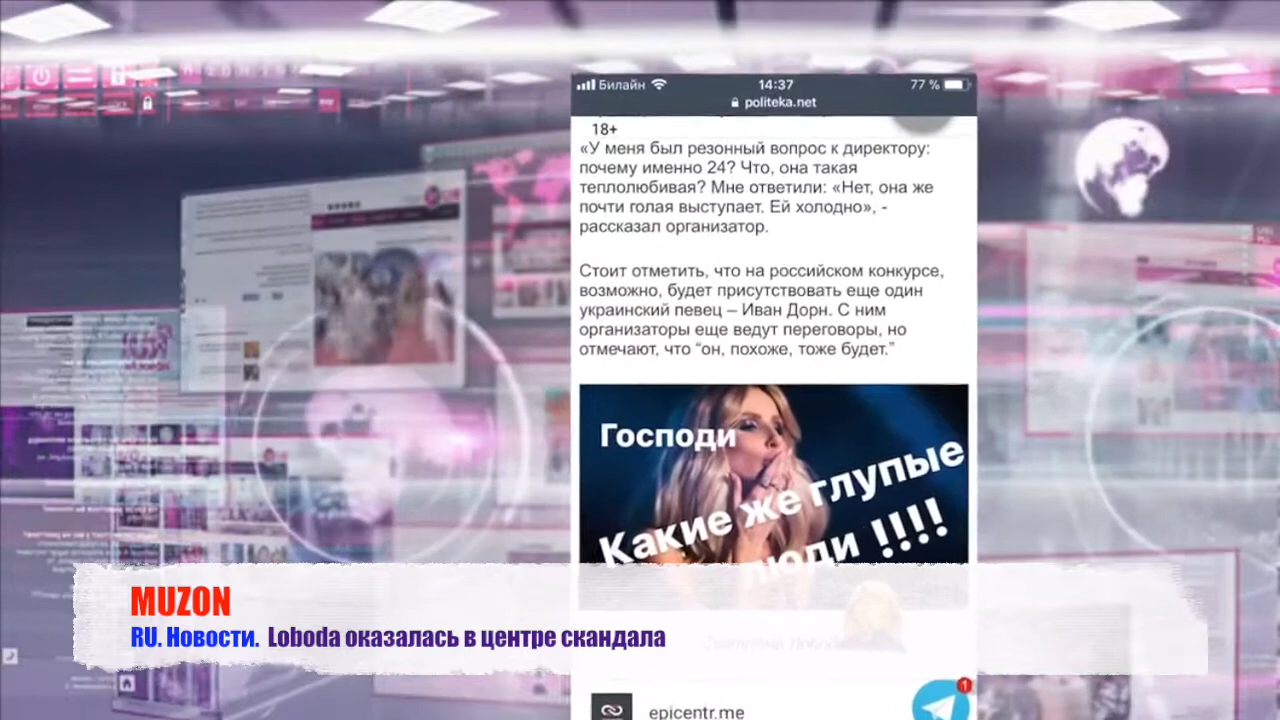 Билайн 14:37 77 %
politeka.net
18+
«У меня был резонный вопрос к директору:
почему именно 24? Что, она такая
теплолюбивая? Мне ответили: «Нет, она же
почти голая выступает. Ей холодно», -
рассказал организатор.
Стоит отметить, что на российском конкурсе,
возможно, будет присутствовать еще один
украинский певец – Иван Дорн. С ним
организаторы еще ведут переговоры, но
отмечают, что “он, похоже, тоже будет.”
Господи
Какие же глупые
люди !!!!
MUZON
RU. Новости. Loboda оказалась в центре скандала
epicentr.me
1